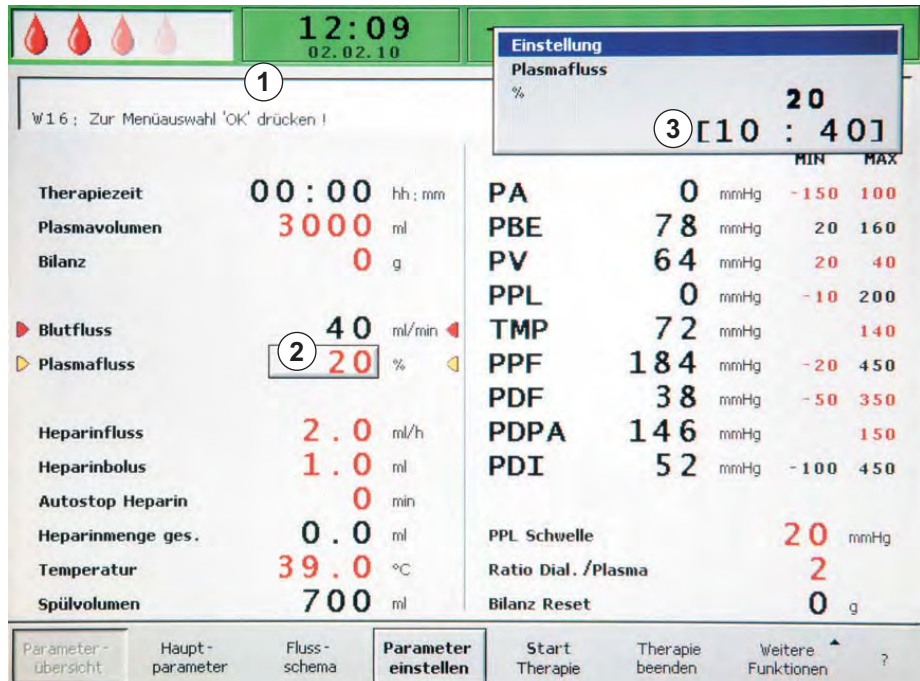 12:09
02.02.10
Einstellung
Plasmafluss
%
20
3 [10 : 40]
1
W16: Zur Menüauswahl 'OK' drücken !
MIN MAX
Therapiezeit 00:00 hh:mm
Plasmavolumen 3000 ml
Bilanz 0 g
Blutfluss 40 ml/min
Plasmafluss 2 20 %
Heparinfluss 2.0 ml/h
Heparinbolus 1.0 ml
Autostop Heparin 0 min
Heparinmenge ges. 0.0 ml
Temperatur 39.0 °C
Spülvolumen 700 ml
PA 0 mmHg -150 100
PBE 78 mmHg 20 160
PV 64 mmHg 20 40
PPL 0 mmHg -10 200
TMP 72 mmHg 140
PPF 184 mmHg -20 450
PDF 38 mmHg -50 350
PDPA 146 mmHg 150
PDI 52 mmHg -100 450
PPL Schwelle 20 mmHg
Ratio Dial./Plasma 2
Bilanz Reset 0 g
Parameter-
übersicht
Haupt-
parameter
Fluss-
schema
Parameter
einstellen
Start
Therapie
Therapie
beenden
Weitere
Funktionen
?